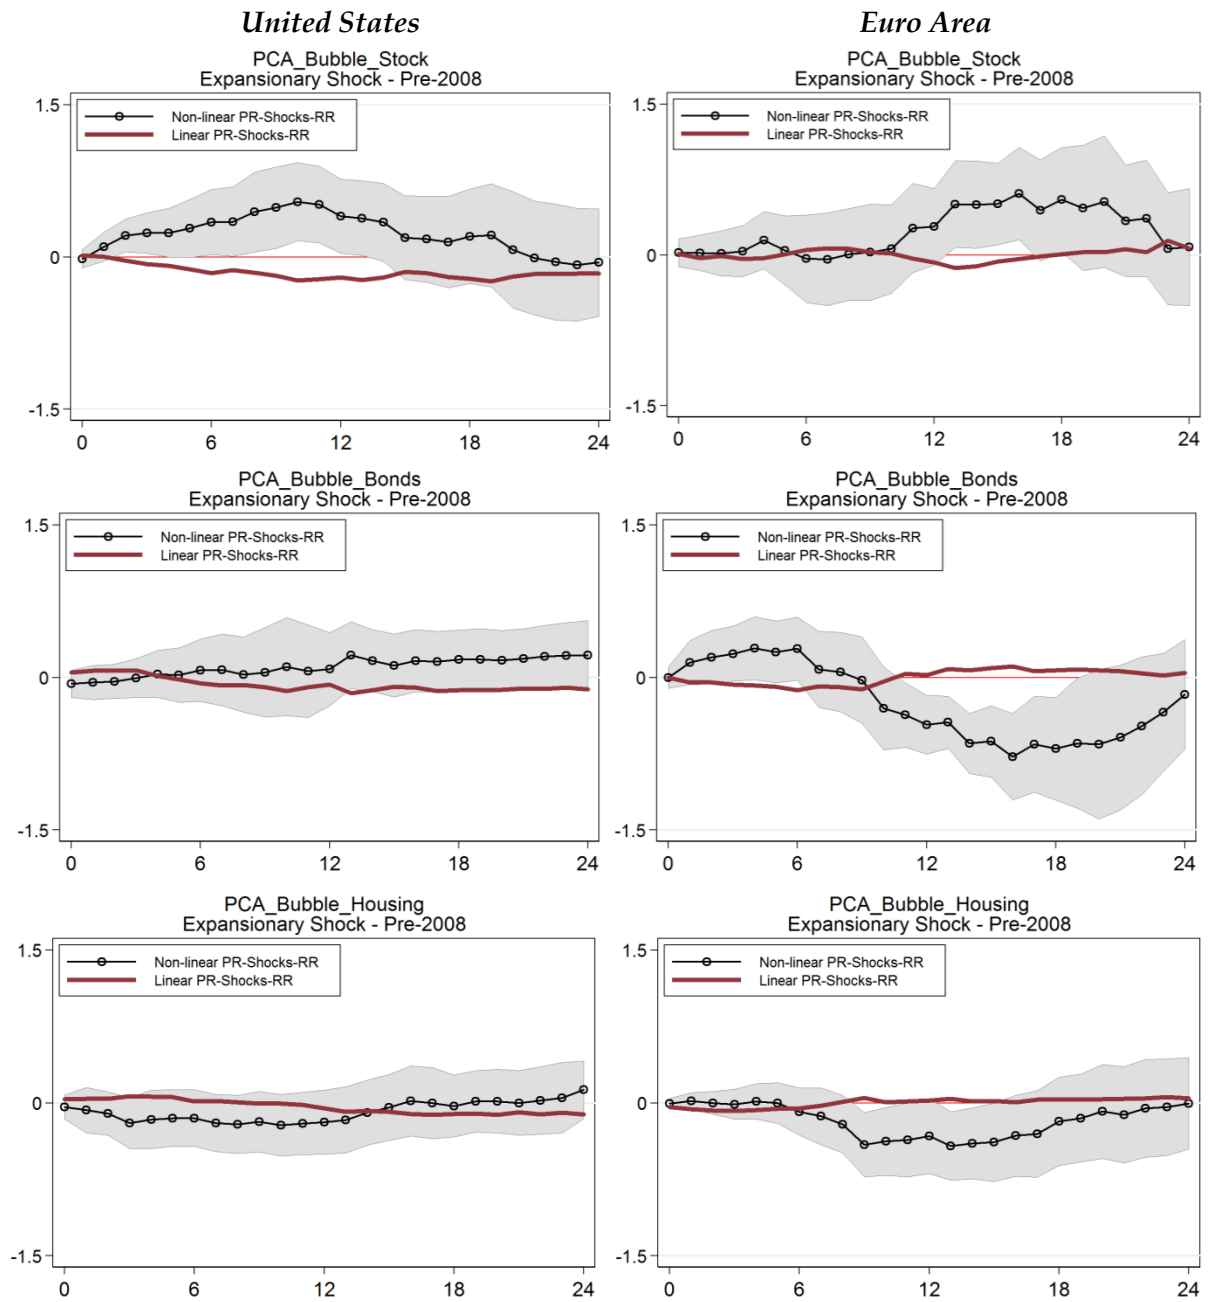 United States
Euro Area
PCA_Bubble_Stock
Expansionary Shock - Pre-2008
Non-linear PR-Shocks-RR
Linear PR-Shocks-RR
1.5
0
-1.5
0 6 12 18 24
PCA_Bubble_Stock
Expansionary Shock - Pre-2008
Non-linear PR-Shocks-RR
Linear PR-Shocks-RR
1.5
0
-1.5
0 6 12 18 24
PCA_Bubble_Bonds
Expansionary Shock - Pre-2008
Non-linear PR-Shocks-RR
Linear PR-Shocks-RR
1.5
0
-1.5
0 6 12 18 24
PCA_Bubble_Bonds
Expansionary Shock - Pre-2008
Non-linear PR-Shocks-RR
Linear PR-Shocks-RR
1.5
0
-1.5
0 6 12 18 24
PCA_Bubble_Housing
Expansionary Shock - Pre-2008
Non-linear PR-Shocks-RR
Linear PR-Shocks-RR
1.5
0
-1.5
0 6 12 18 24
PCA_Bubble_Housing
Expansionary Shock - Pre-2008
Non-linear PR-Shocks-RR
Linear PR-Shocks-RR
1.5
0
-1.5
0 6 12 18 24